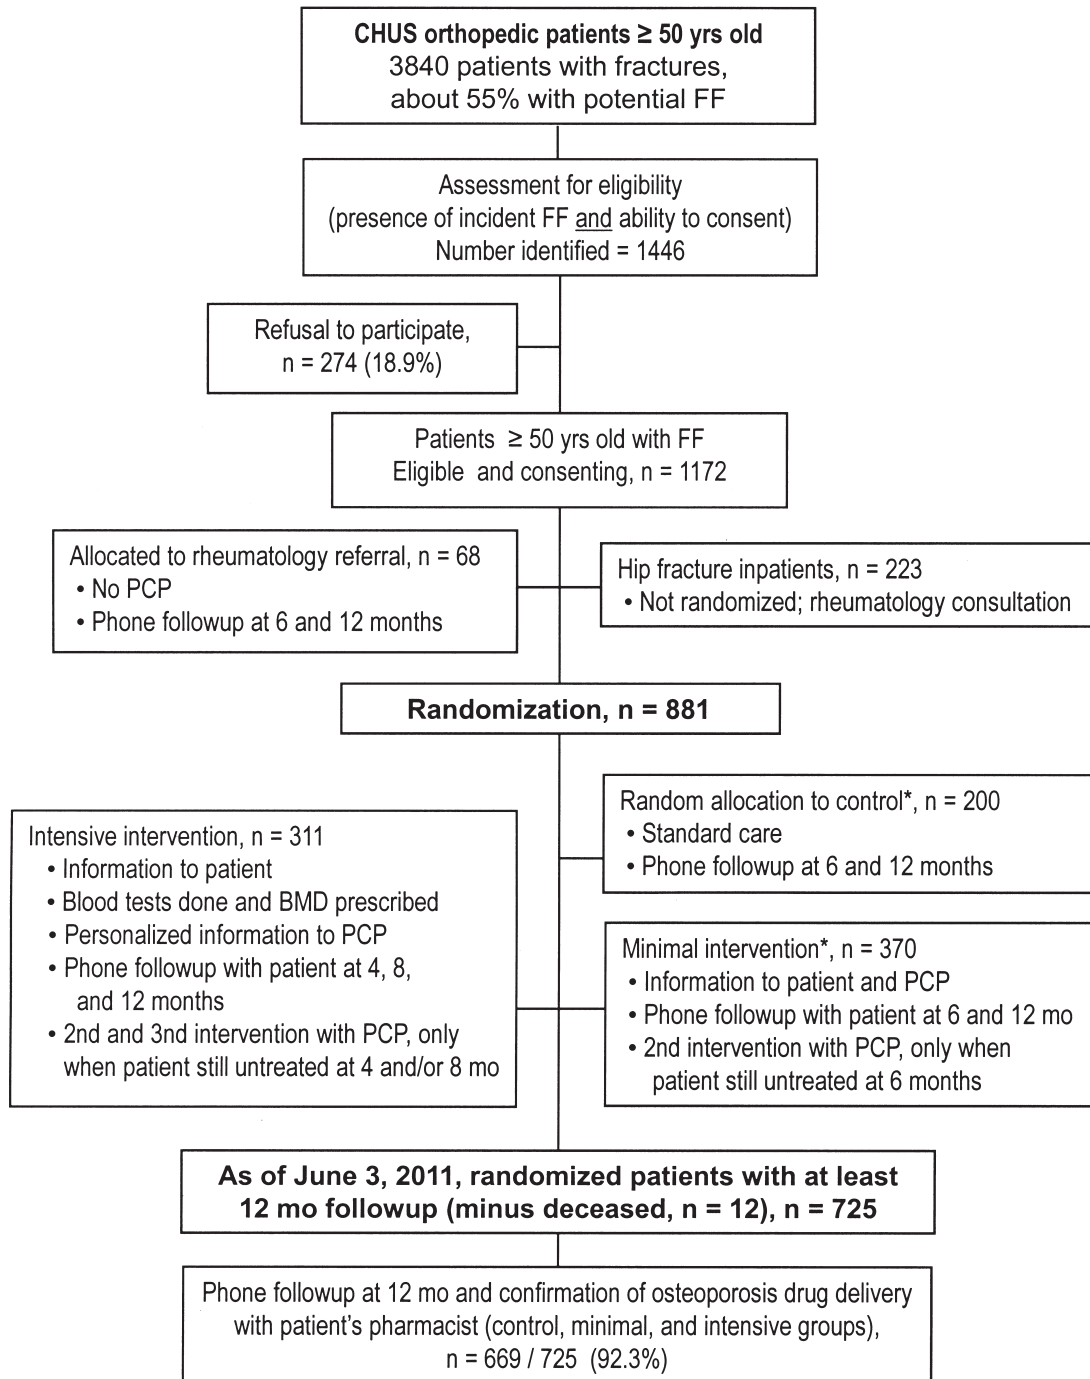 CHUS orthopedic patients ≥ 50 yrs old
3840 patients with fractures,
about 55% with potential FF
Assessment for eligibility
(presence of incident FF and ability to consent)
Number identified = 1446
Refusal to participate,
n = 274 (18.9%)
Patients ≥ 50 yrs old with FF
Eligible and consenting, n = 1172
Allocated to rheumatology referral, n = 68
• No PCP
• Phone followup at 6 and 12 months
Hip fracture inpatients, n = 223
• Not randomized; rheumatology consultation
Randomization, n = 881
Random allocation to control*, n = 200
• Standard care
• Phone followup at 6 and 12 months
Intensive intervention, n = 311
• Information to patient
• Blood tests done and BMD prescribed
• Personalized information to PCP
• Phone followup with patient at 4, 8,
and 12 months
• 2nd and 3nd intervention with PCP, only
when patient still untreated at 4 and/or 8 mo
Minimal intervention*, n = 370
• Information to patient and PCP
• Phone followup with patient at 6 and 12 mo
• 2nd intervention with PCP, only when
patient still untreated at 6 months
As of June 3, 2011, randomized patients with at least
12 mo followup (minus deceased, n = 12), n = 725
Phone followup at 12 mo and confirmation of osteoporosis drug delivery
with patient's pharmacist (control, minimal, and intensive groups),
n = 669 / 725 (92.3%)